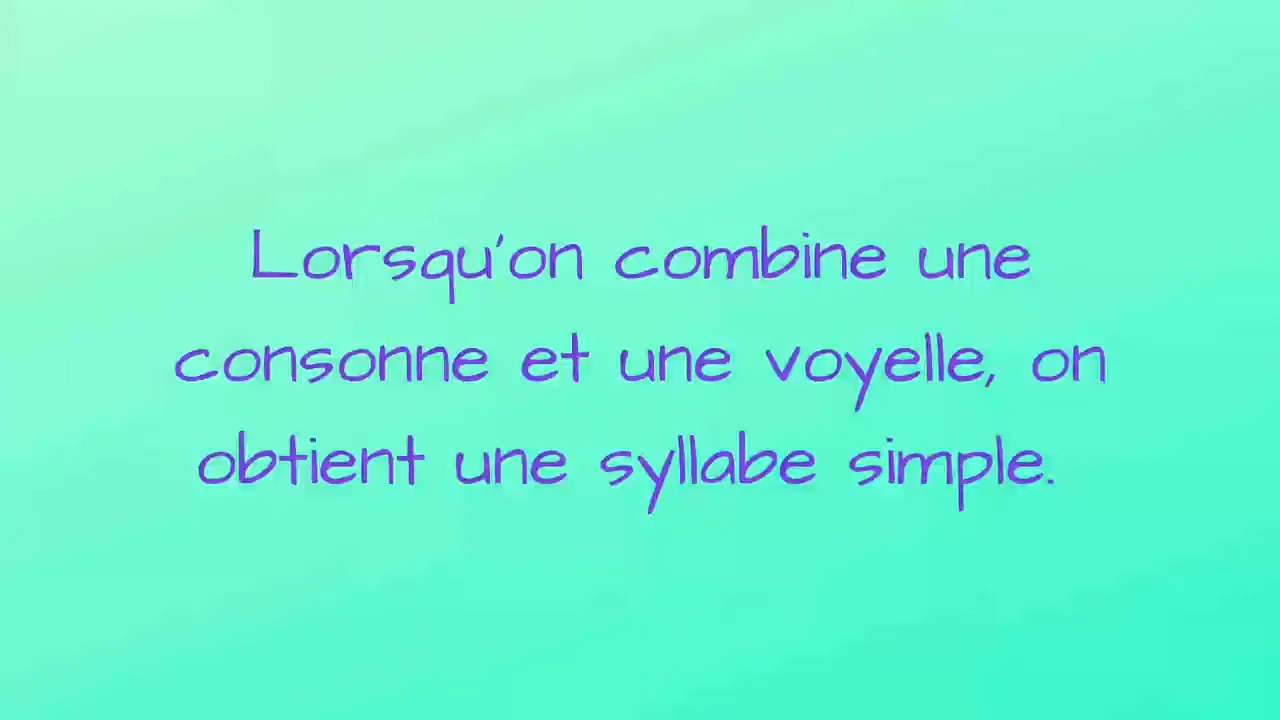 Lorsqu'on combine une
consonne et une voyelle, on
obtient une syllabe simple.